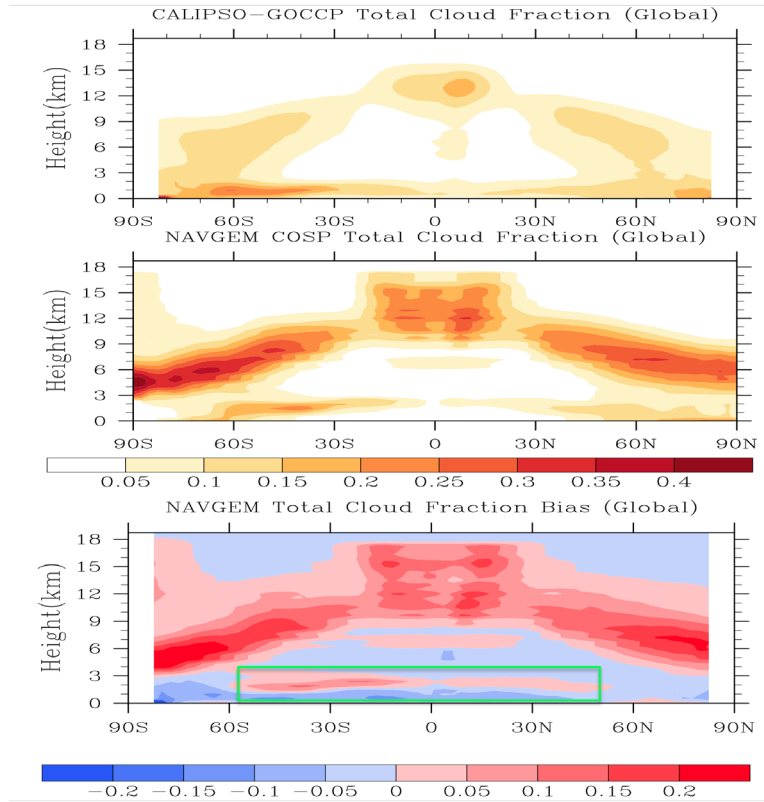 CALIPSO−GOCCP Total Cloud Fraction (Global)
Height(km)
18
15
12
9
6
3
0
90S 60S 30S 0 30N 60N 90N
NAVGEM COSP Total Cloud Fraction (Global)
Height(km)
18
15
12
9
6
3
0
90S 60S 30S 0 30N 60N 90N
0.05 0.1 0.15 0.2 0.25 0.3 0.35 0.4
NAVGEM Total Cloud Fraction Bias (Global)
Height(km)
18
15
12
9
6
3
0
90S 60S 30S 0 30N 60N 90N
−0.2 −0.15 −0.1 −0.05 0 0.05 0.1 0.15 0.2